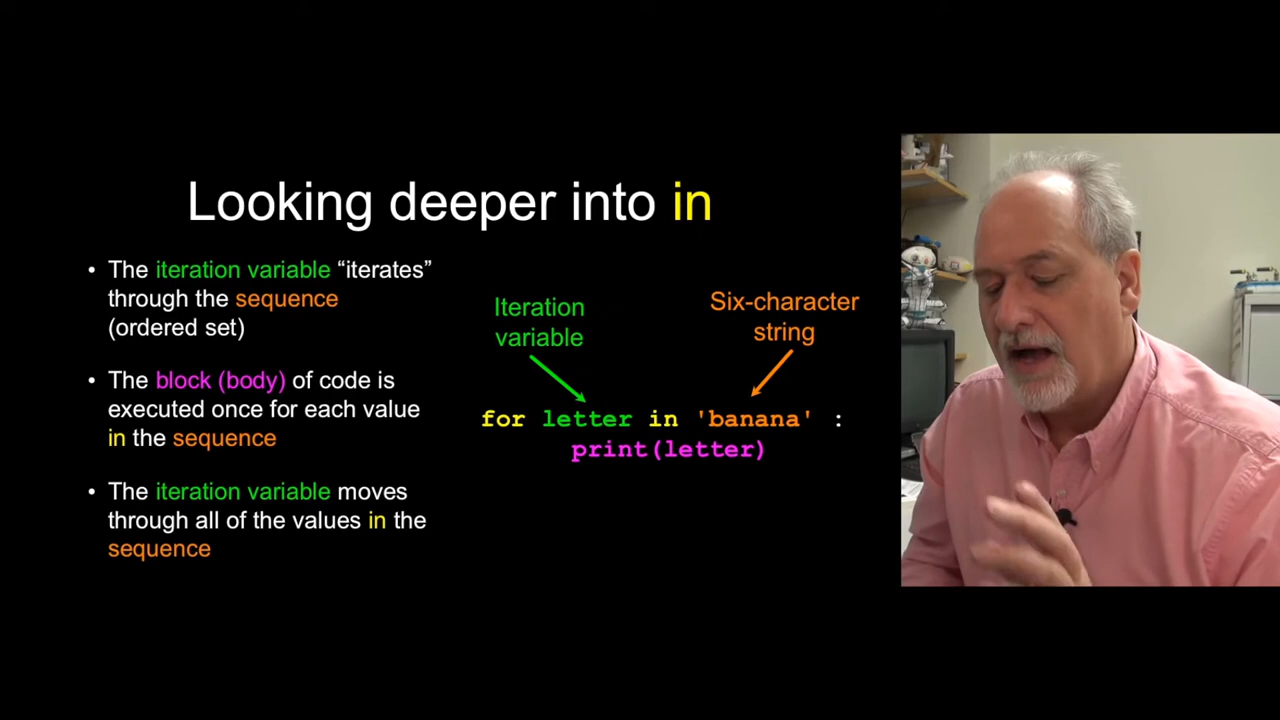 Looking deeper into in
• The iteration variable “iterates”
through the sequence
(ordered set)
• The block (body) of code is
executed once for each value
in the sequence
• The iteration variable moves
through all of the values in the
sequence
Iteration
variable
Six-character
string
for letter in 'banana' :
print(letter)